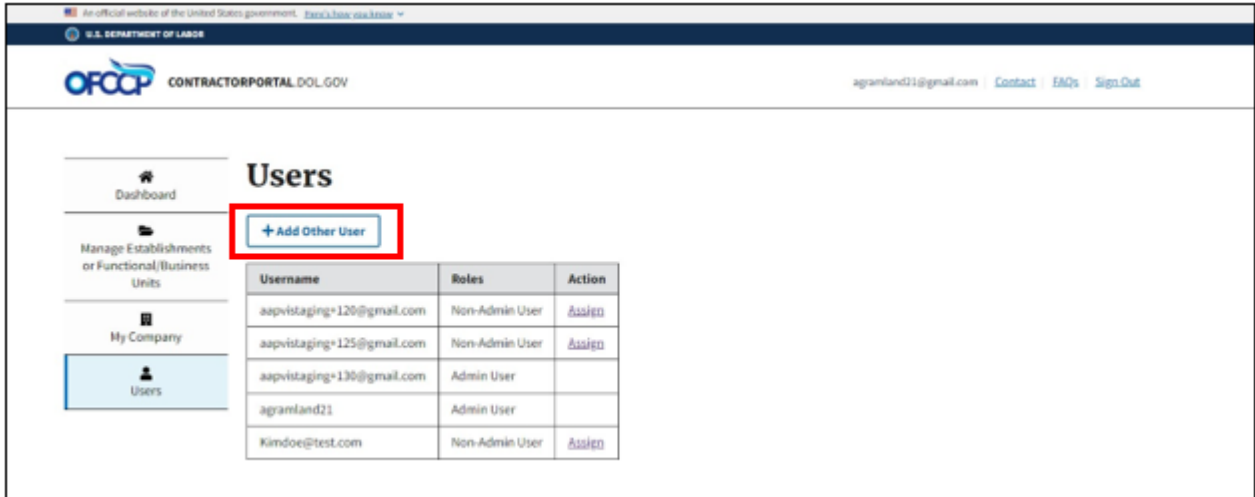 An official website of the United States government. Here's how you know
U.S. DEPARTMENT OF LABOR
OFCCP CONTRACTORPORTAL.DOL.GOV
agramland21@gmail.com Contact FAQs Sign Out
Dashboard
Manage Establishments
or Functional/Business
Units
My Company
Users
Users
+ Add Other User
Username Roles Action
aapvistaging+120@gmail.com Non-Admin User Assign
aapvistaging+125@gmail.com Non-Admin User Assign
aapvistaging+130@gmail.com Admin User
agramland21 Admin User
Kimdoe@test.com Non-Admin User Assign